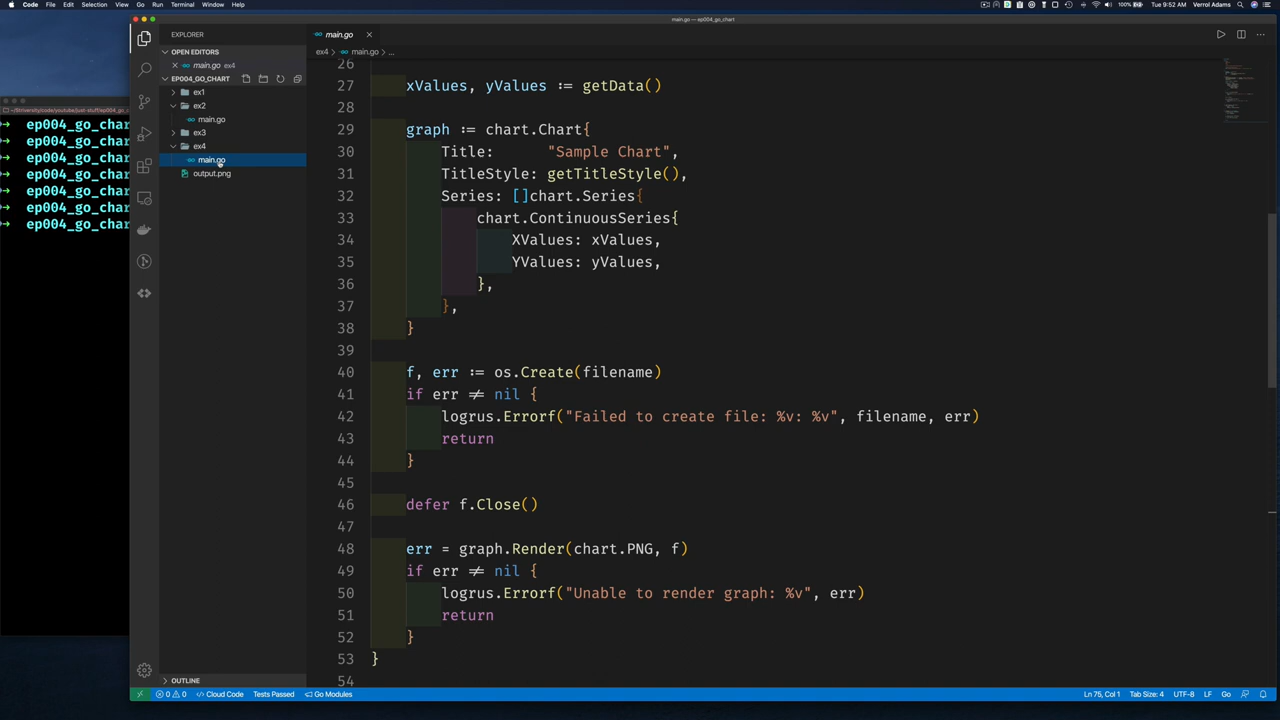 Code File Edit Selection View Go Run Terminal Window Help
100% Tue 9:52 AM Verrol Adams
main.go — ep004_go_chart
EXPLORER
OPEN EDITORS
main.go ex4
EP004_GO_CHART
ex1
ex2
main.go
ex3
ex4
main.go
output.png
OUTLINE
ep004_go_char
ep004_go_char
ep004_go_char
ep004_go_char
ep004_go_char
ep004_go_char
ep004_go_char
main.go
ex4 > main.go > ...
26
27 xValues, yValues := getData()
28
29 graph := chart.Chart{
30 Title: "Sample Chart",
31 TitleStyle: getTitleStyle(),
32 Series: []chart.Series{
33 chart.ContinuousSeries{
34 XValues: xValues,
35 YValues: yValues,
36 },
37 },
38 }
39
40 f, err := os.Create(filename)
41 if err != nil {
42 logrus.Errorf("Failed to create file: %v: %v", filename, err)
43 return
44 }
45
46 defer f.Close()
47
48 err = graph.Render(chart.PNG, f)
49 if err != nil {
50 logrus.Errorf("Unable to render graph: %v", err)
51 return
52 }
53 }
54
0 0 Cloud Code Tests Passed Go Modules
Ln 75, Col 1 Tab Size: 4 UTF-8 LF Go